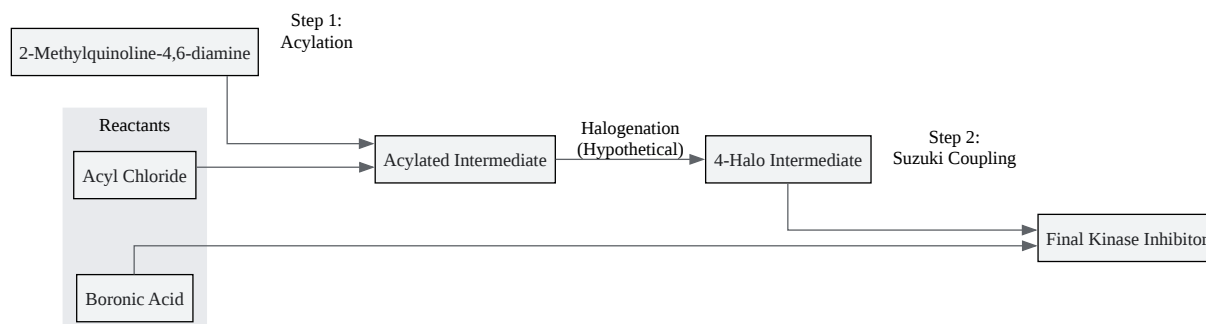 Step 1:
Acylation
2-Methylquinoline-4,6-diamine
Reactants
Acyl Chloride
Acylated Intermediate
Halogenation
(Hypothetical)
4-Halo Intermediate
Step 2:
Suzuki Coupling
Final Kinase Inhibitor
Boronic Acid